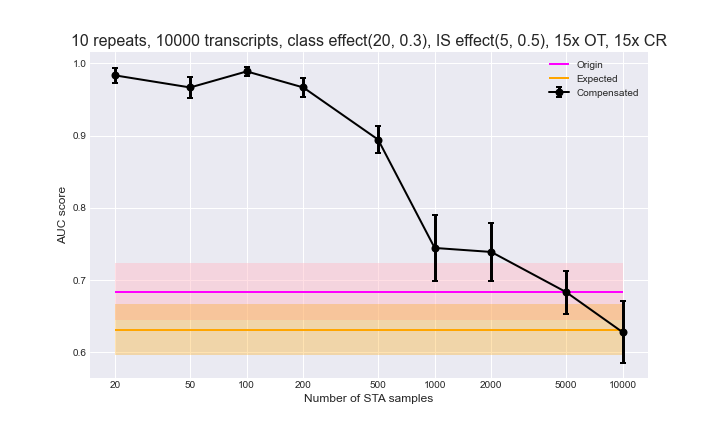 10 repeats, 10000 transcripts, class effect(20, 0.3), IS effect(5, 0.5), 15x OT, 15x CR
1.0
0.9
0.8
0.7
0.6
AUC score
Origin
Expected
Compensated
20 50 100 200 500 1000 2000 5000 10000
Number of STA samples